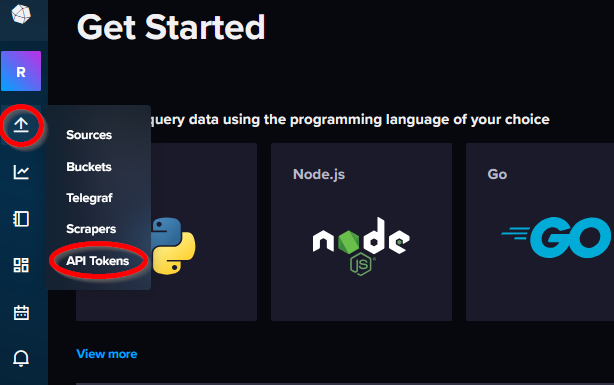 Get Started
R
query data using the programming language of your choice
Sources
Buckets
Telegraf
Scrapers
API Tokens
Node.js
node
JS
Go
GO
View more